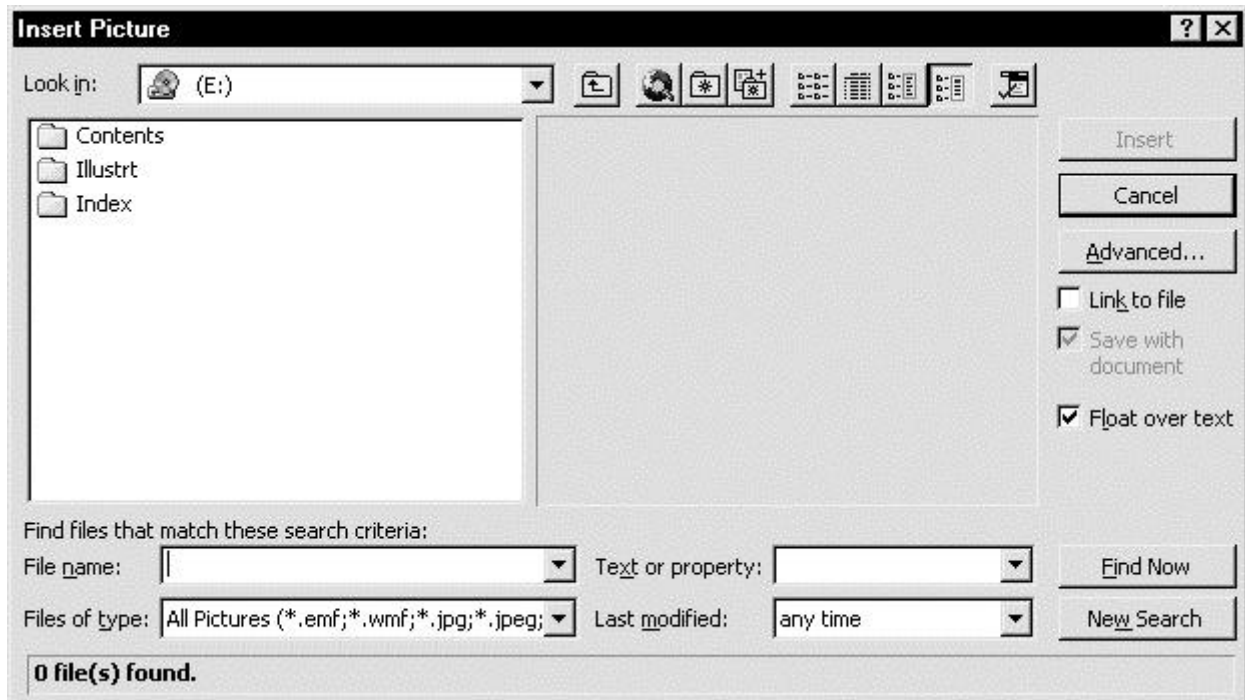 Insert Picture
Look in: (E:)
Contents
Illustrt
Index
Insert
Cancel
Advanced...
Link to file
Save with
document
Float over text
Find files that match these search criteria:
File name: Text or property: Find Now
Files of type: All Pictures (*.emf;*.wmf;*.jpg;*.jpeg; Last modified: any time New Search
0 file(s) found.